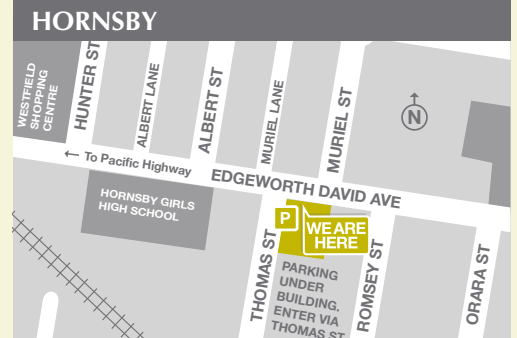 HORNSBY
WESTFIELD
SHOPPING
CENTRE
HUNTER ST
ALBERT LANE
ALBERT ST
MURIEL LANE
MURIEL ST
N
← To Pacific Highway
EDGEWORTH DAVID AVE
HORNSBY GIRLS
HIGH SCHOOL
P
WE ARE
HERE
THOMAS ST
PARKING
UNDER
BUILDING.
ENTER VIA
THOMAS ST
ROMSEY ST
ORARA ST